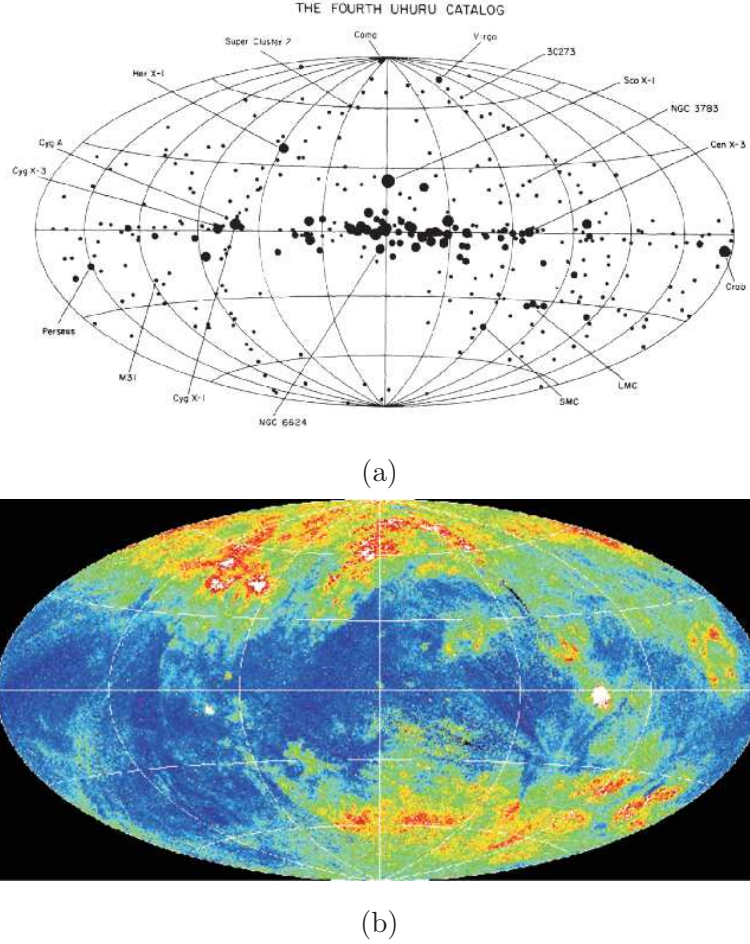 THE FOURTH UHURU CATALOG
Coma
Virgo
Super Cluster ?
3C273
Her X-1
Sco X-1
NGC 3783
Cyg A
Cen X-3
Cyg X-3
Crab
Perseus
M31
LMC
Cyg X-1
SMC
NGC 6624
(a)
(b)